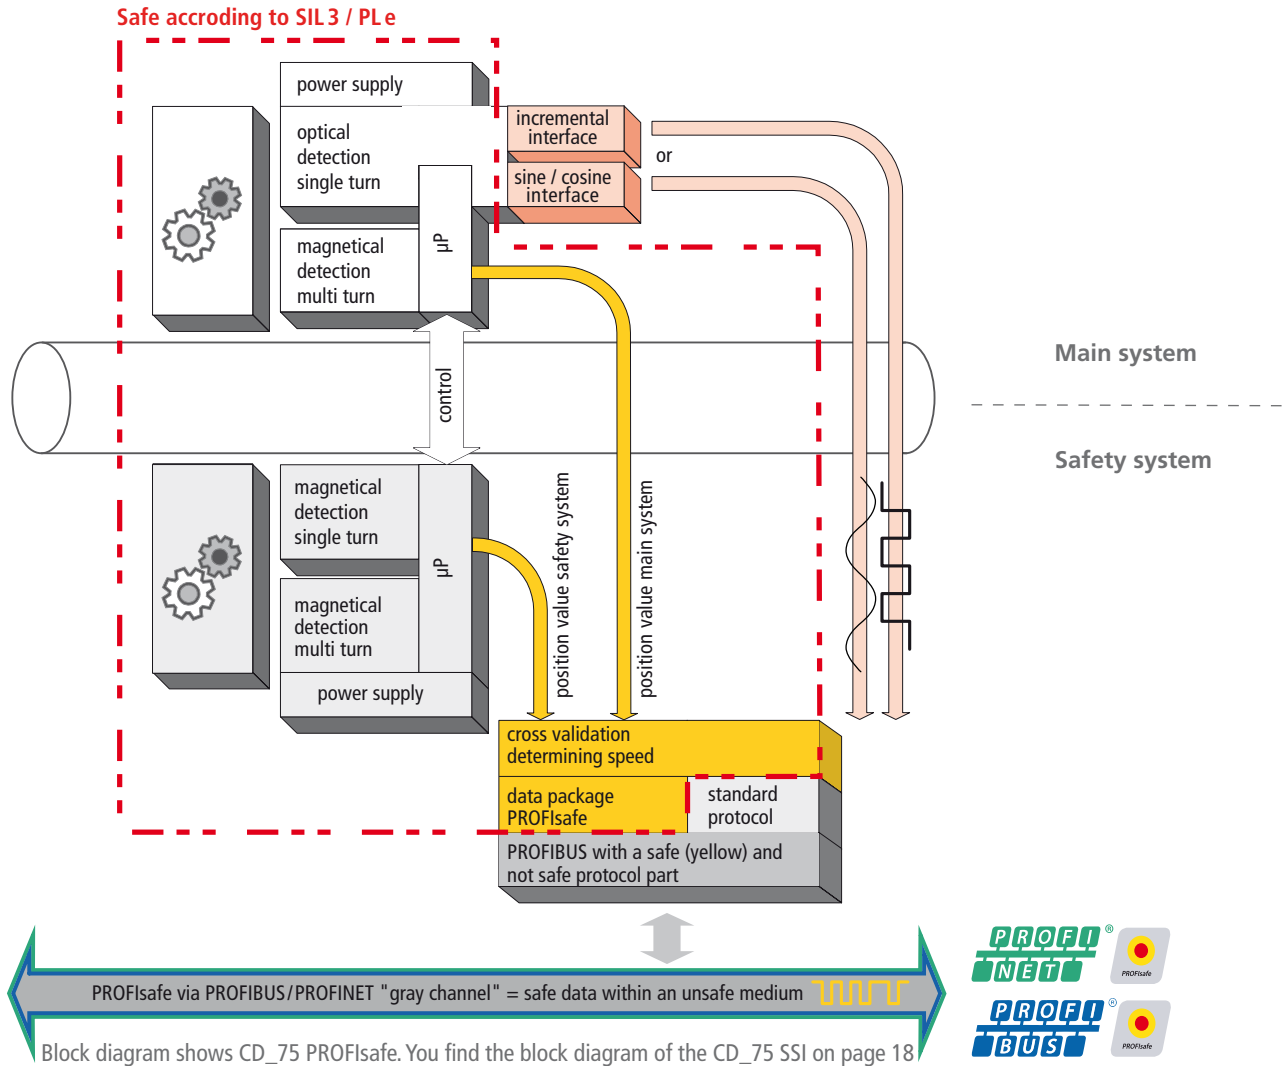 Safe accroding to SIL 3 / PL e
power supply
optical
detection
single turn
µP
magnetical
detection
multi turn
incremental
interface
or
sine / cosine
interface
control
Main system
Safety system
magnetical
detection
single turn
µP
magnetical
detection
multi turn
power supply
position value safety system
position value main system
cross validation
determining speed
data package
PROFIsafe
standard
protocol
PROFIBUS with a safe (yellow) and
not safe protocol part
PROFIsafe via PROFIBUS/PROFINET "gray channel" = safe data within an unsafe medium
PROFI®
NET
PROFIsafe
PROFI®
BUS
PROFIsafe
Block diagram shows CD_75 PROFIsafe. You find the block diagram of the CD_75 SSI on page 18